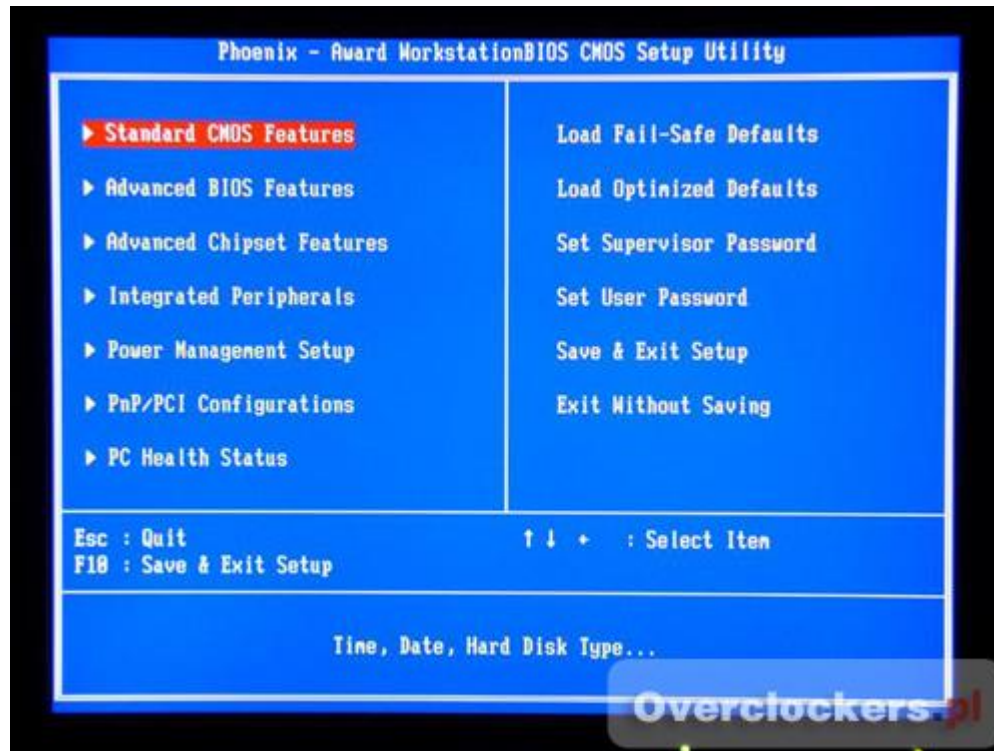 Phoenix - Award WorkstationBIOS CMOS Setup Utility
Standard CMOS Features
Advanced BIOS Features
Advanced Chipset Features
Integrated Peripherals
Power Management Setup
PnP/PCI Configurations
PC Health Status
Load Fail-Safe Defaults
Load Optimized Defaults
Set Supervisor Password
Set User Password
Save & Exit Setup
Exit Without Saving
Esc : Quit
F10 : Save & Exit Setup
↑ ↓ ← : Select Item
Time, Date, Hard Disk Type...
Overclockers.pl